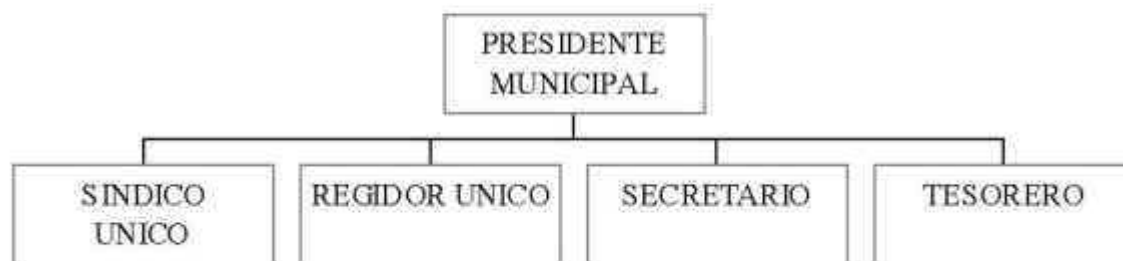 PRESIDENTE
MUNICIPAL
SINDICO
UNICO
REGIDOR UNICO
SECRETARIO
TESORERO